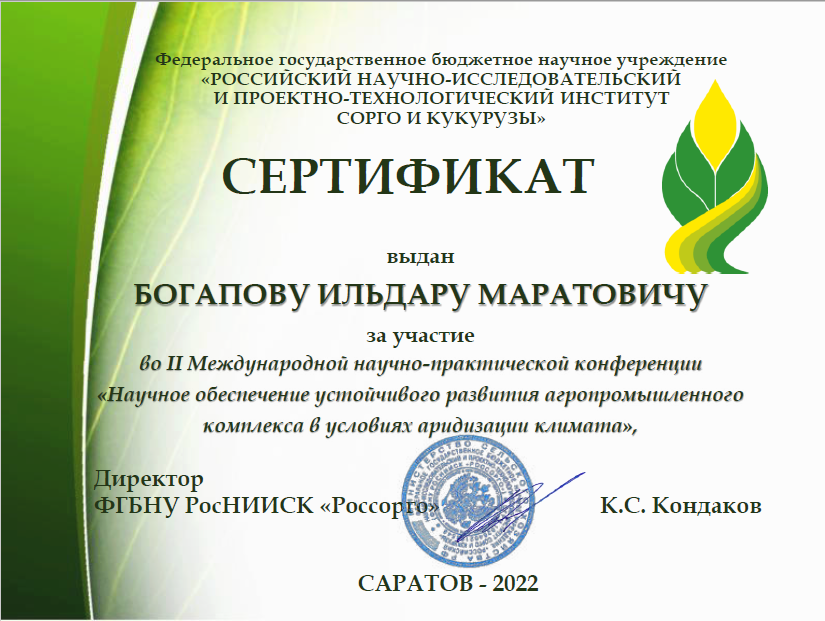 Федеральное государственное бюджетное научное учреждение
«РОССИЙСКИЙ НАУЧНО-ИССЛЕДОВАТЕЛЬСКИЙ
И ПРОЕКТНО-ТЕХНОЛОГИЧЕСКИЙ ИНСТИТУТ
СОРГО И КУКУРУЗЫ»
СЕРТИФИКАТ
выдан
БОГАПОВУ ИЛЬДАРУ МАРАТОВИЧУ
за участие
во II Международной научно-практической конференции
«Научное обеспечение устойчивого развития агропромышленного
комплекса в условиях аридизации климата»,
Директор
ФГБНУ РосНИИСК «Россорго»
К.С. Кондаков
САРАТОВ - 2022